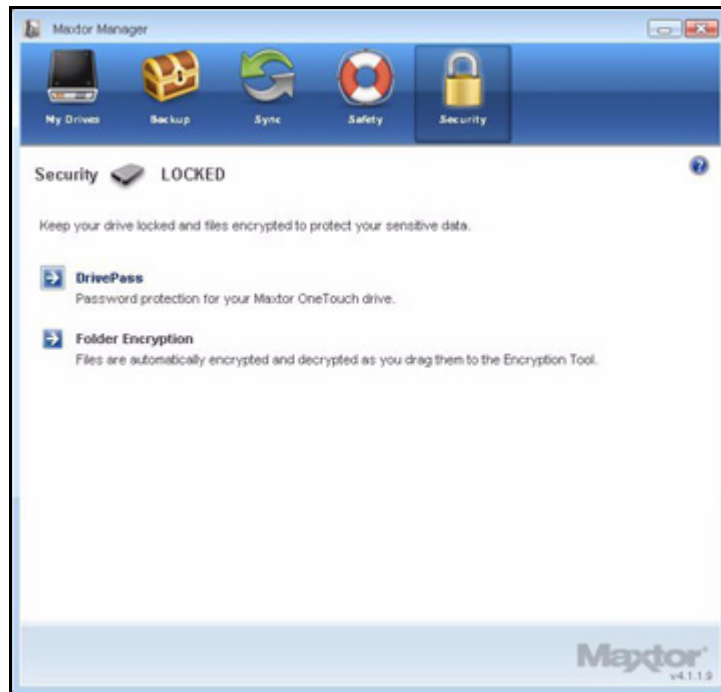 Maxtor Manager
My Drives Backup Sync Safety Security
Security LOCKED ?
Keep your drive locked and files encrypted to protect your sensitive data.
DrivePass
Password protection for your Maxtor OneTouch drive.
Folder Encryption
Files are automatically encrypted and decrypted as you drag them to the Encryption Tool.
Maxtor
v4.1.1.9